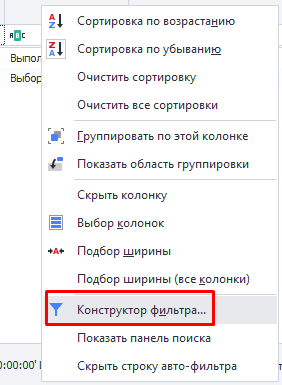 Сортировка по возрастанию
Сортировка по убыванию
Очистить сортировку
Очистить все сортировки
Группировать по этой колонке
Показать область группировки
Скрыть колонку
Выбор колонок
Подбор ширины
Подбор ширины (все колонки)
Конструктор фильтра...
Показать панель поиска
Скрыть строку авто-фильтра
ABC
Выпол
Выбор
0:00:00'